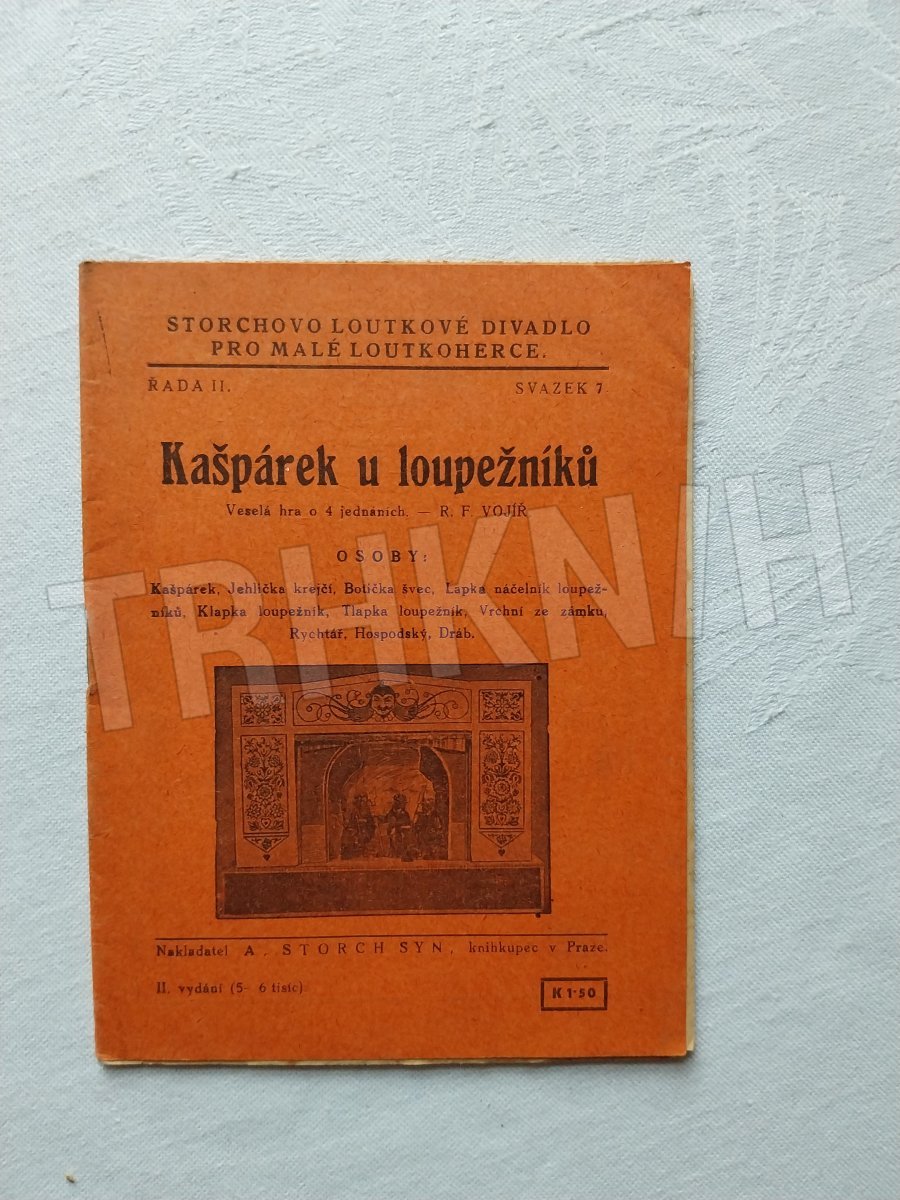 STORCHOVO LOUTKOVÉ DIVADLO
PRO MALÉ LOUTKOHERCE.
ŘADA II. SVAZEK 7
Kašpárek u loupežníků
Veselá hra o 4 jednáních. — R. F. VOJÍŘ
OSOBY:
Kašpárek, Jehlička krejčí, Botička švec, Lapka náčelník loupež-
níků, Klapka loupežník, Tlapka loupežník, Vrchní ze zámku,
Rychtář, Hospodský, Dráb.
Nakladatel A. STORCH SYN, knihkupec v Praze.
II. vydání (5– 6 tisíc) K 1·50
TRHKNIH